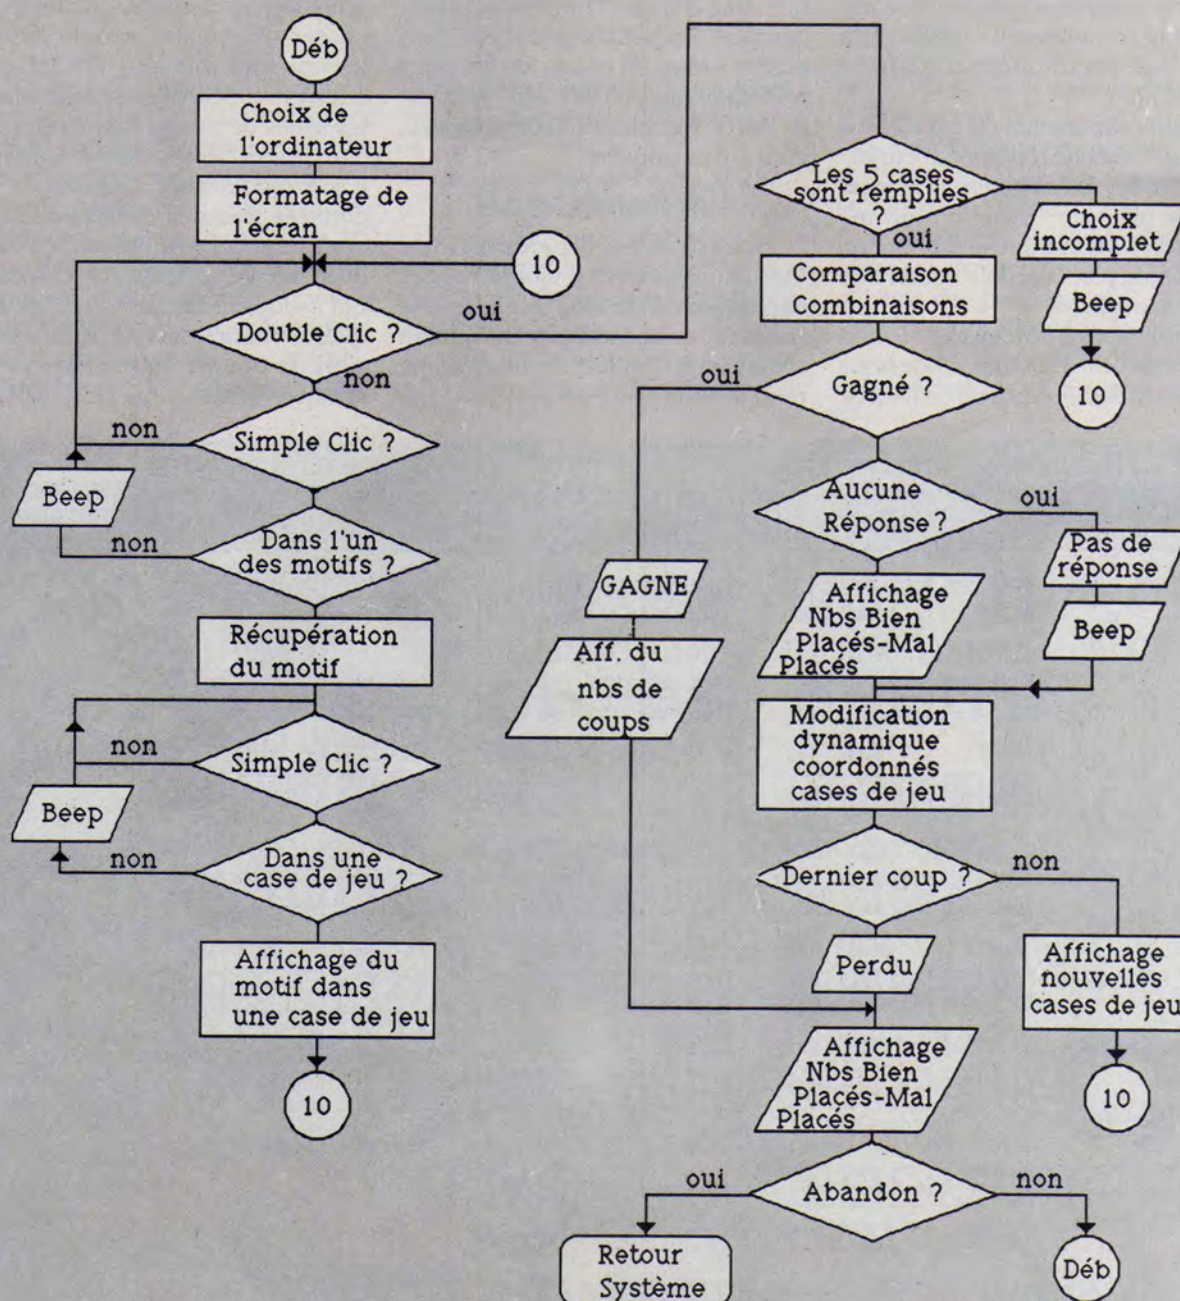 Déb
Choix de
l'ordinateur
Formatage de
l'écran
10
Double Clic ?
oui
non
Simple Clic ?
non
Beep
Dans l'un
des motifs ?
non
Récupération
du motif
Simple Clic ?
non
Beep
Dans une
case de jeu ?
non
Affichage du
motif dans
une case de jeu
10
Les 5 cases
sont remplies
?
oui
Choix
incomplet
Beep
10
Comparaison
Combinaisons
Gagné ?
oui
GAGNE
Aff. du
nbs de
coups
Aucune
Réponse ?
oui
Pas de
réponse
Beep
Affichage
Nbs Bien
Placés-Mal
Placés
Modification
dynamique
coordonnés
cases de jeu
Dernier coup ?
non
Affichage
nouvelles
cases de jeu
10
Perdu
Affichage
Nbs Bien
Placés-Mal
Placés
Abandon ?
oui
non
Retour
Système
Déb